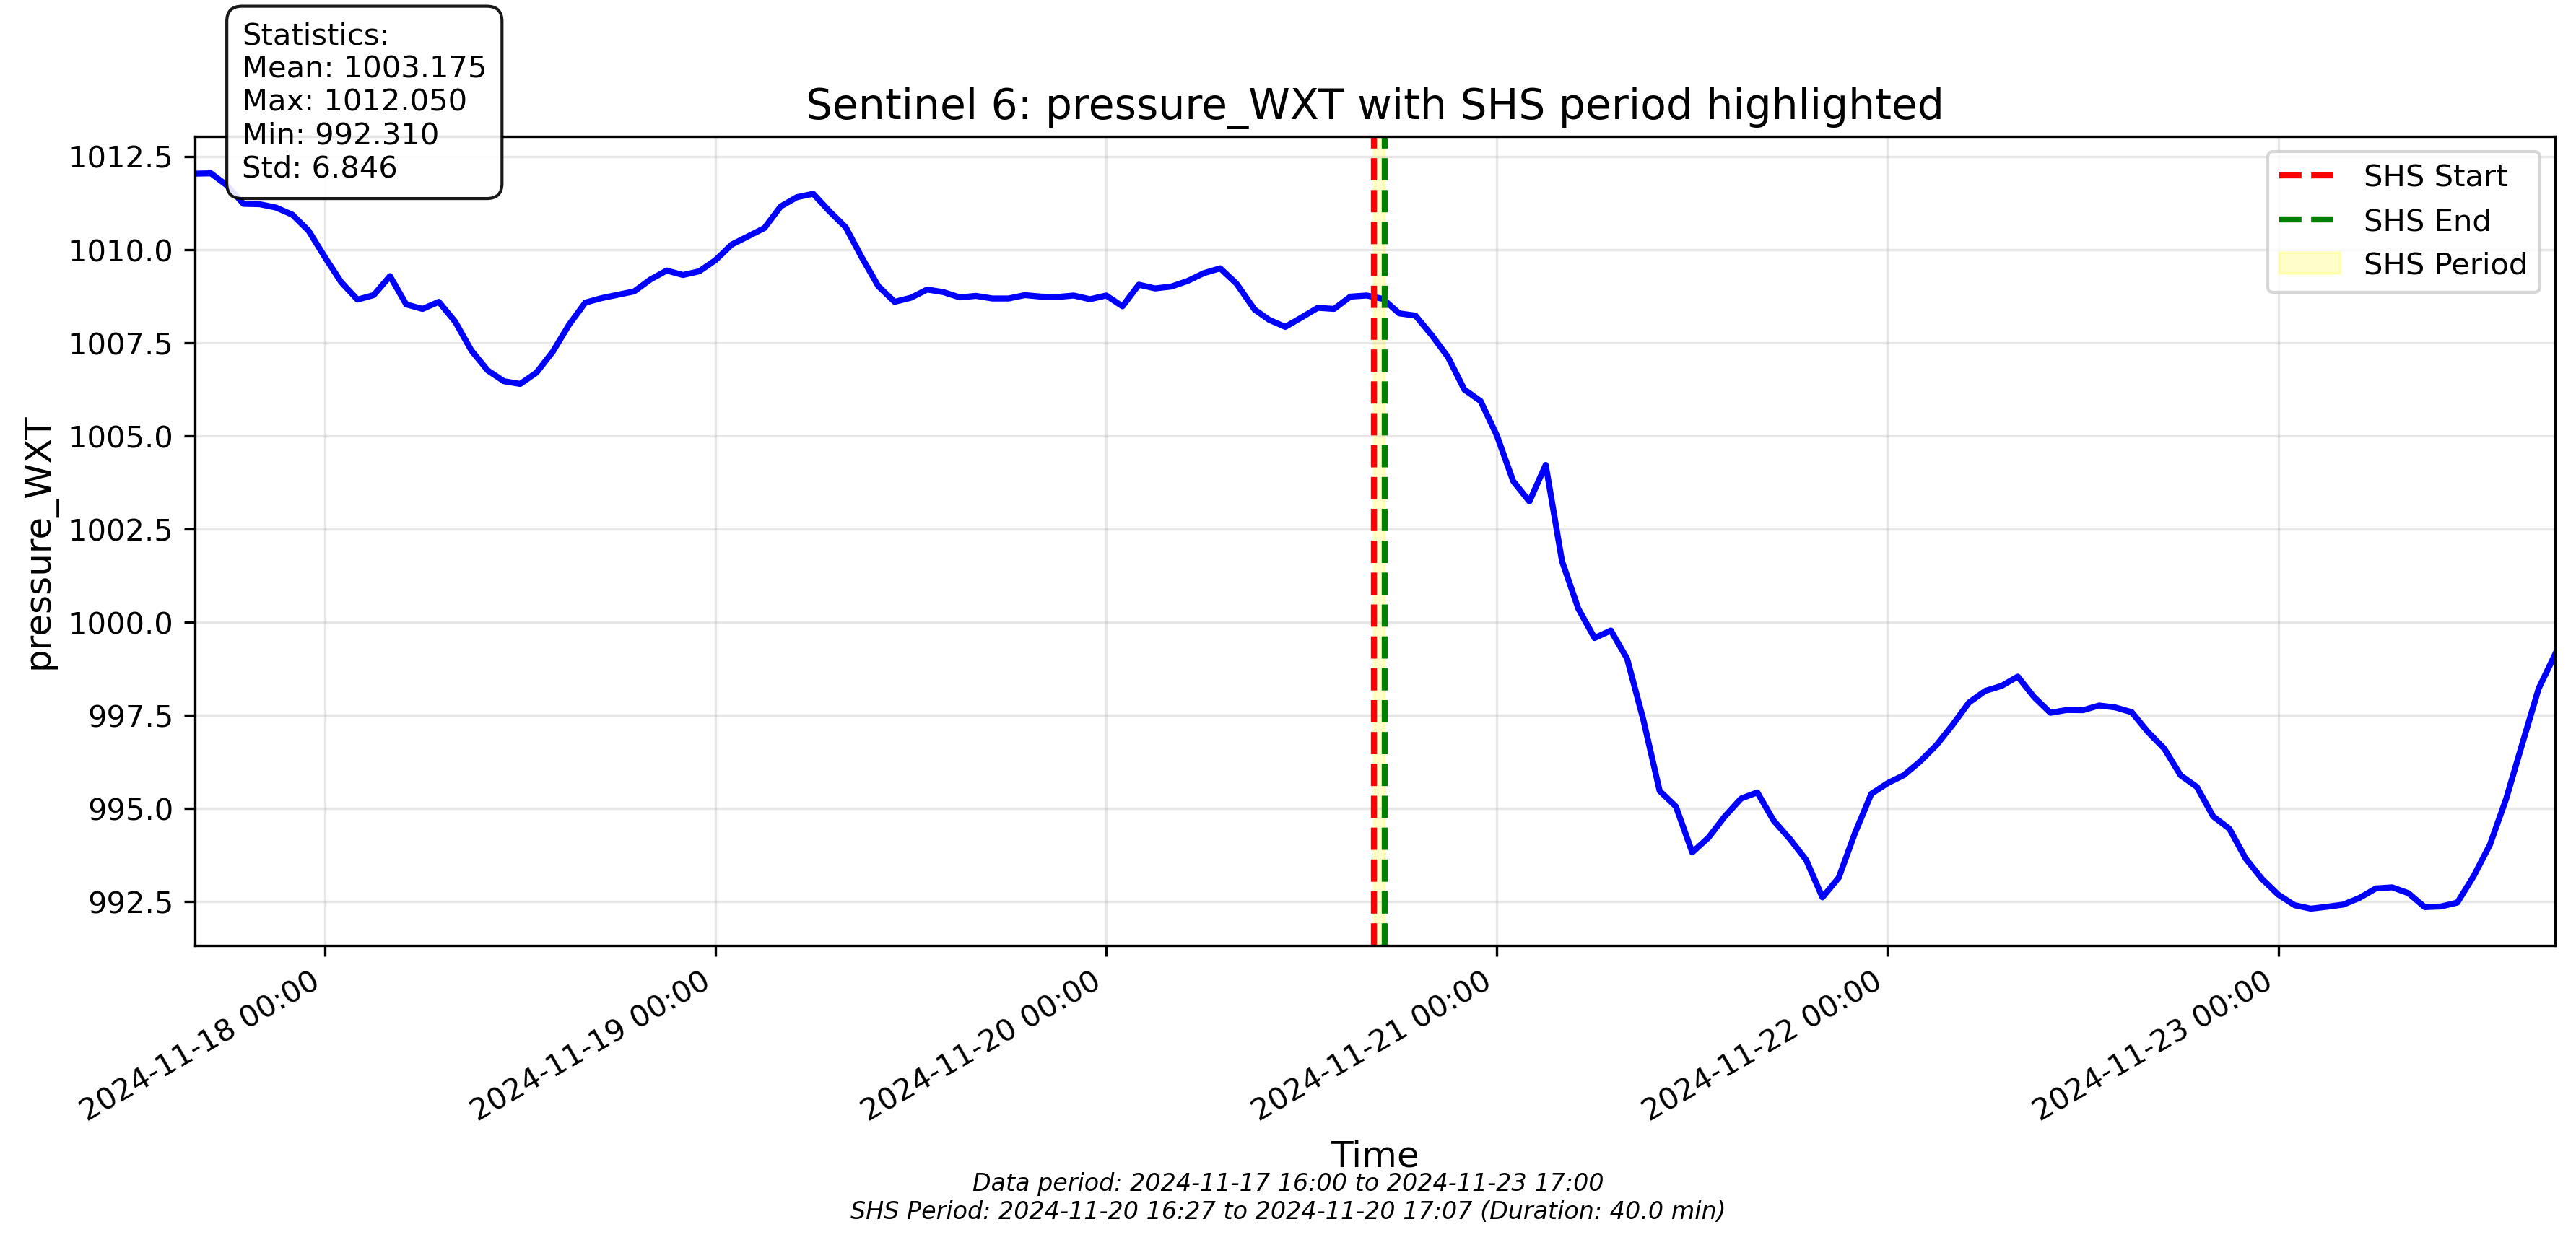 Statistics:
Mean: 1003.175
Max: 1012.050
Min: 992.310
Std: 6.846
Sentinel 6: pressure_WXT with SHS period highlighted
SHS Start
SHS End
SHS Period
pressure_WXT
1012.5
1010.0
1007.5
1005.0
1002.5
1000.0
997.5
995.0
992.5
2024-11-18 00:00
2024-11-19 00:00
2024-11-20 00:00
2024-11-21 00:00
2024-11-22 00:00
2024-11-23 00:00
Time
Data period: 2024-11-17 16:00 to 2024-11-23 17:00
SHS Period: 2024-11-20 16:27 to 2024-11-20 17:07 (Duration: 40.0 min)